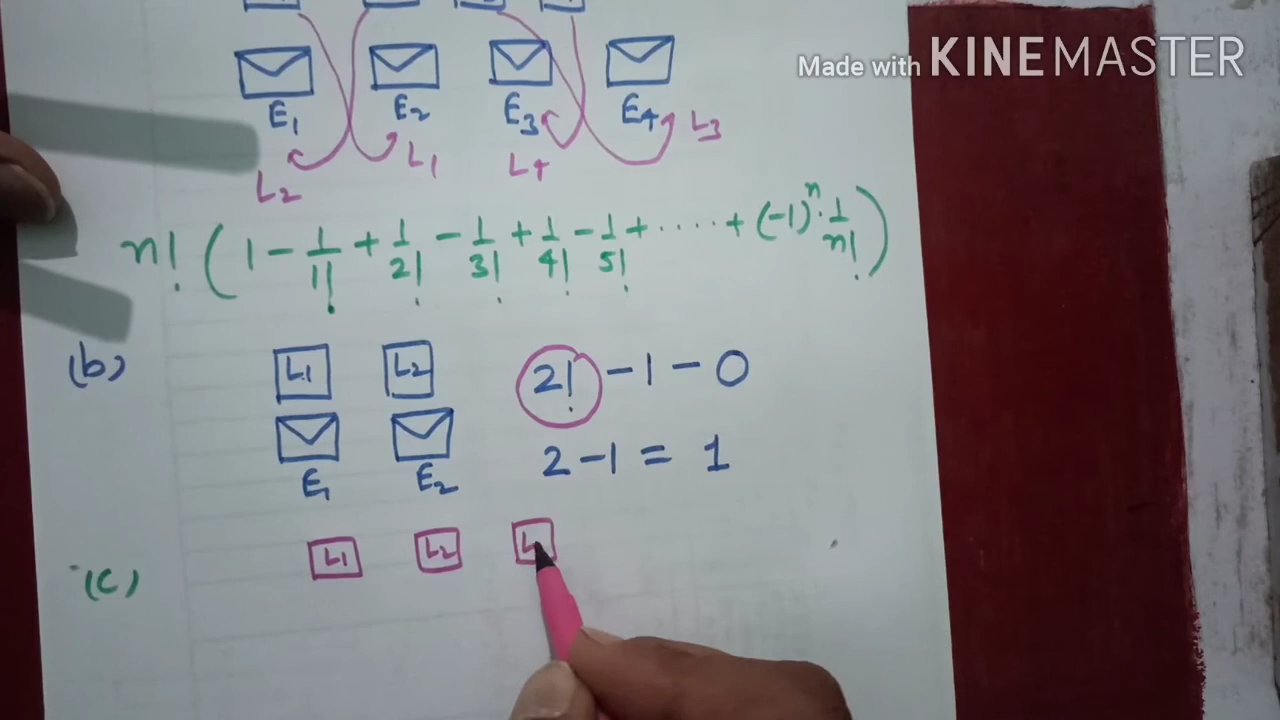 Made with KINEMASTER
E1 E2 E3 E4
L2 L1 L4 L3
n! ( 1 - 1/1! + 1/2! - 1/3! + 1/4! - 1/5! + ..... + (-1)^n . 1/n! )
(b) L1 L2 2! - 1 - 0
E1 E2 2 - 1 = 1
(c) L1 L2 L